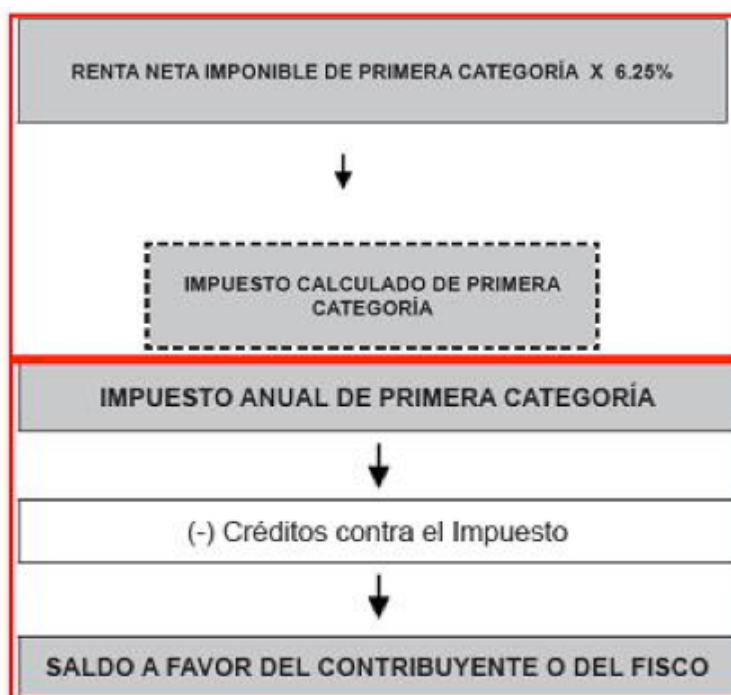 RENTA NETA IMPONIBLE DE PRIMERA CATEGORÍA X 6.25%
IMPUESTO CALCULADO DE PRIMERA
CATEGORÍA
IMPUESTO ANUAL DE PRIMERA CATEGORÍA
(-) Créditos contra el Impuesto
SALDO A FAVOR DEL CONTRIBUYENTE O DEL FISCO